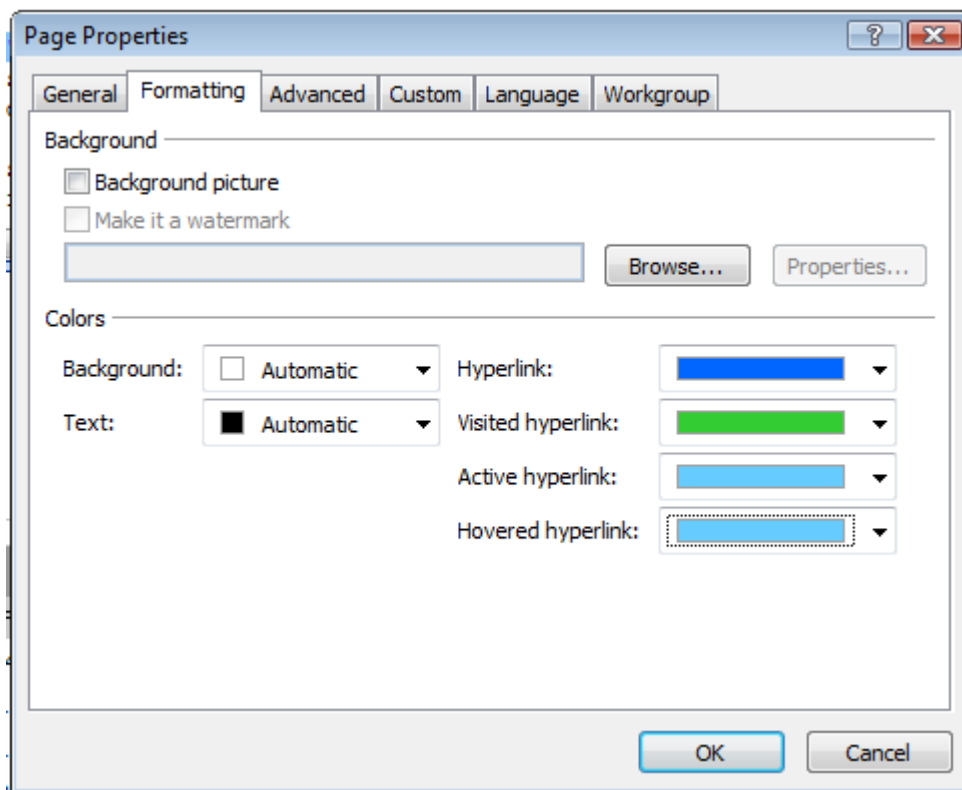 Page Properties
General Formatting Advanced Custom Language Workgroup
Background
Background picture
Make it a watermark
Browse... Properties...
Colors
Background: Automatic Hyperlink:
Text: Automatic Visited hyperlink:
Active hyperlink:
Hovered hyperlink:
OK Cancel